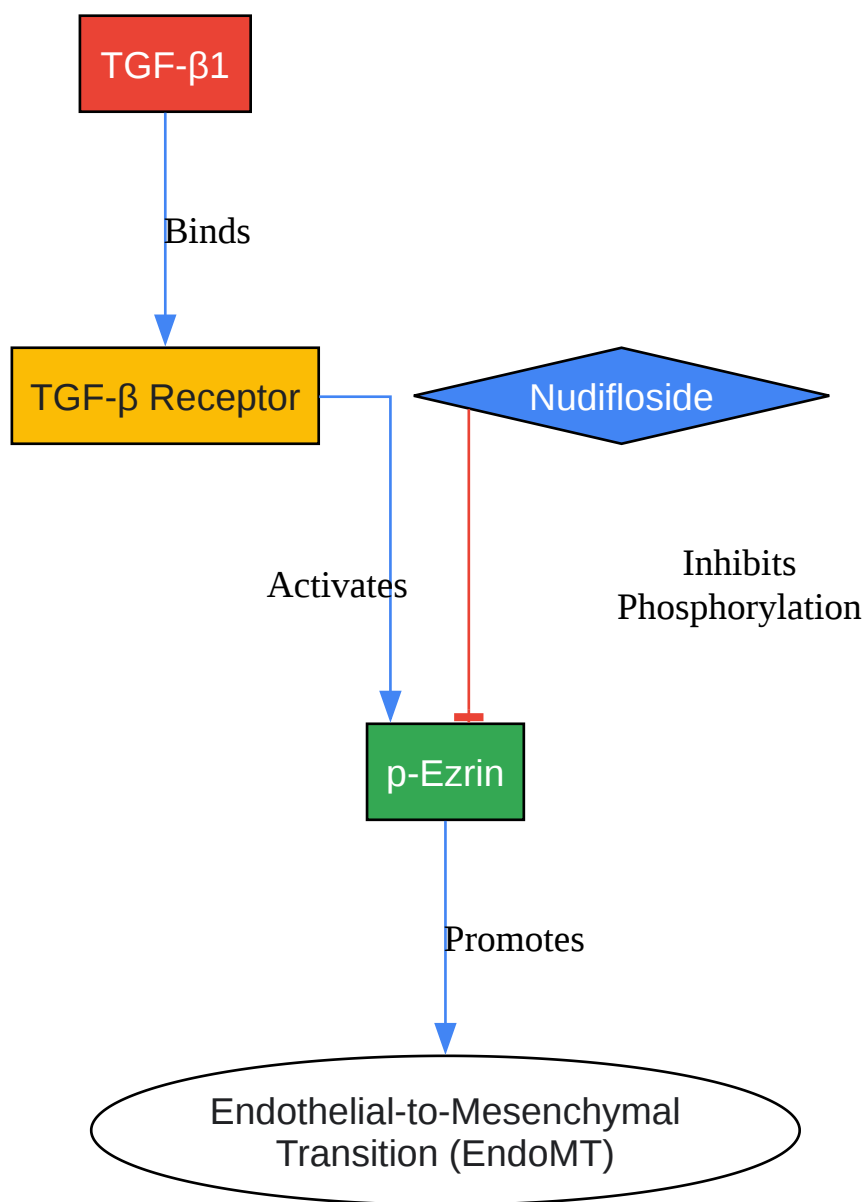 TGF-β1
Binds
TGF-β Receptor
Nudifloside
Activates
Inhibits
Phosphorylation
p-Ezrin
Promotes
Endothelial-to-Mesenchymal
Transition (EndoMT)